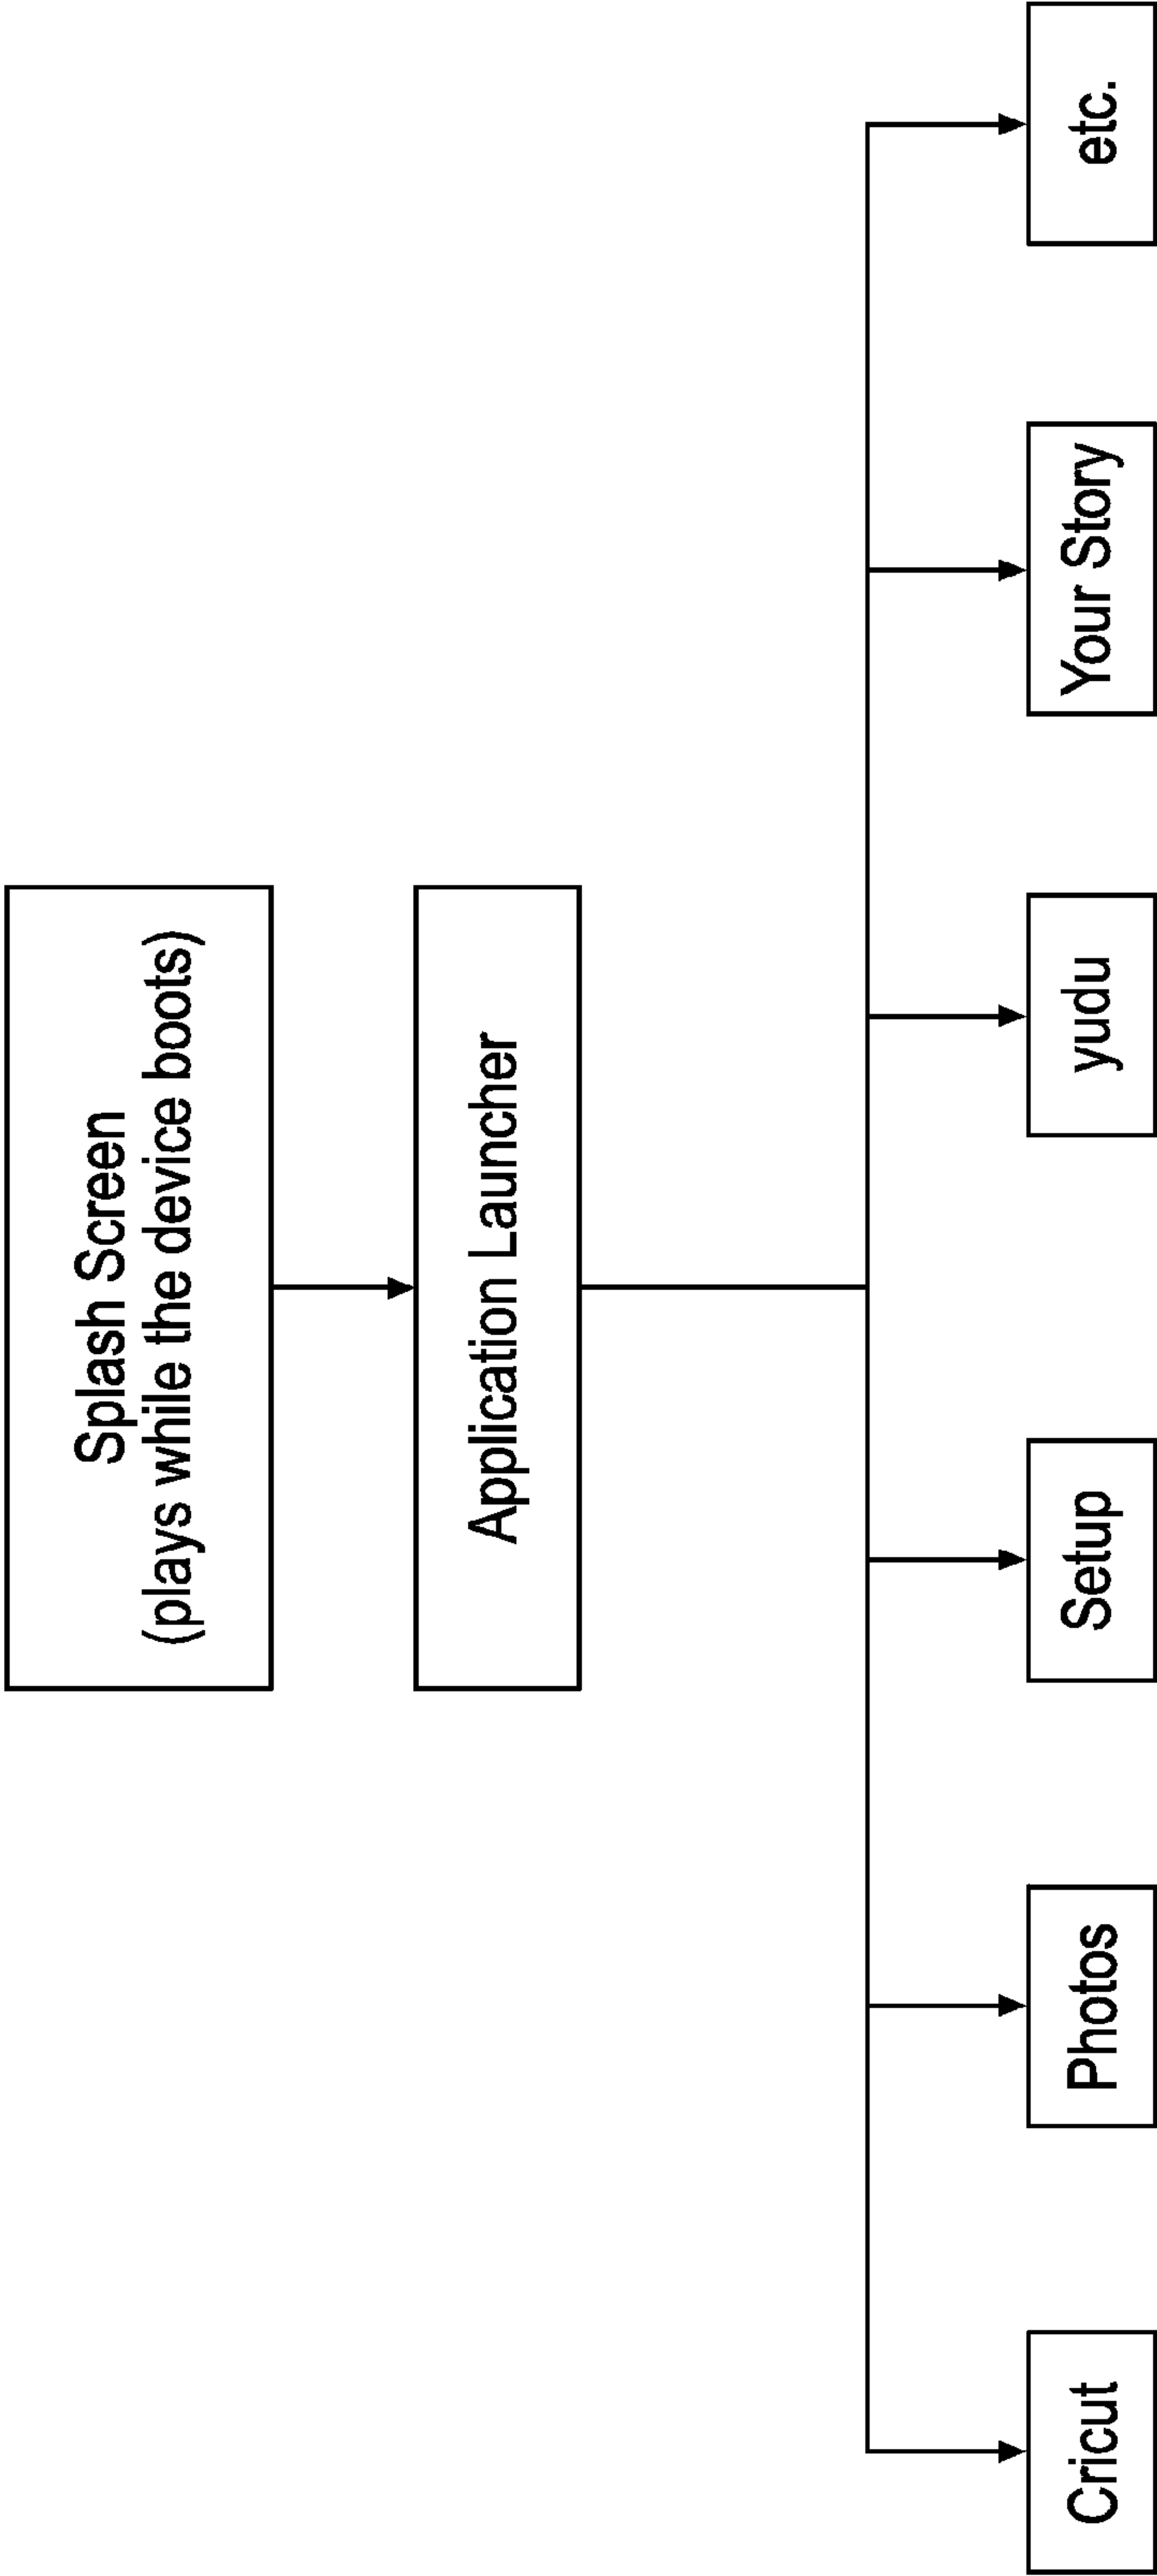 Splash Screen
(plays while the device boots)
Application Launcher
Cricut
Photos
Setup
yudu
Your Story
etc.